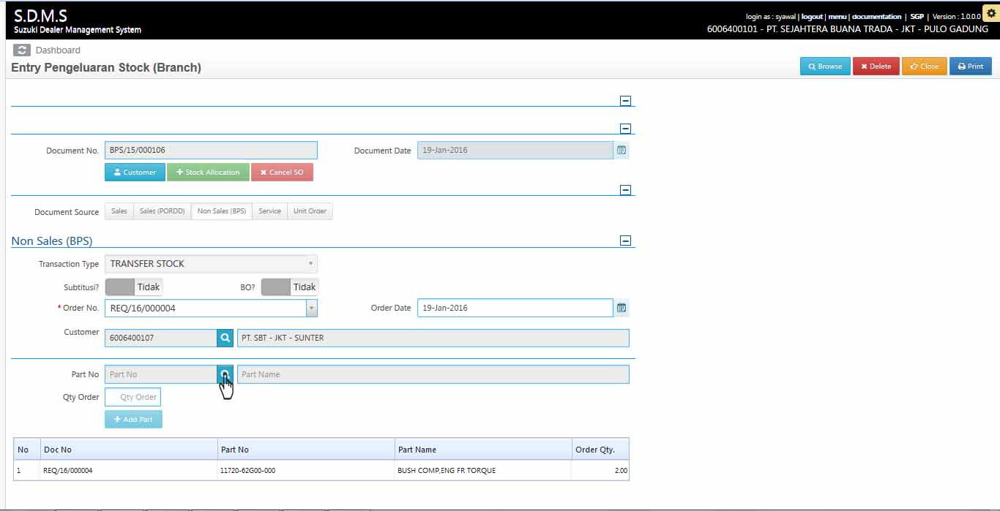 S.D.M.S
Suzuki Dealer Management System
login as : syawal | logout | menu | documentation | SGP | Version : 1.0.0.0
6006400101 - PT. SEJAHTERA BUANA TRADA - JKT - PULO GADUNG
Dashboard
Entry Pengeluaran Stock (Branch)
Browse Delete Close Print
Document No. BPS/15/000106 Document Date 19-Jan-2016
Customer Stock Allocation Cancel SO
Document Source Sales Sales (PORDD) Non Sales (BPS) Service Unit Order
Non Sales (BPS)
Transaction Type TRANSFER STOCK
Subtitusi? Tidak BO? Tidak
* Order No. REQ/16/000004 Order Date 19-Jan-2016
Customer 6006400107 PT. SBT - JKT - SUNTER
Part No Part No Part Name
Qty Order Qty Order
Add Part
No Doc No Part No Part Name Order Qty.
1 REQ/16/000004 11720-62G00-000 BUSH COMP,ENG FR TORQUE 2.00